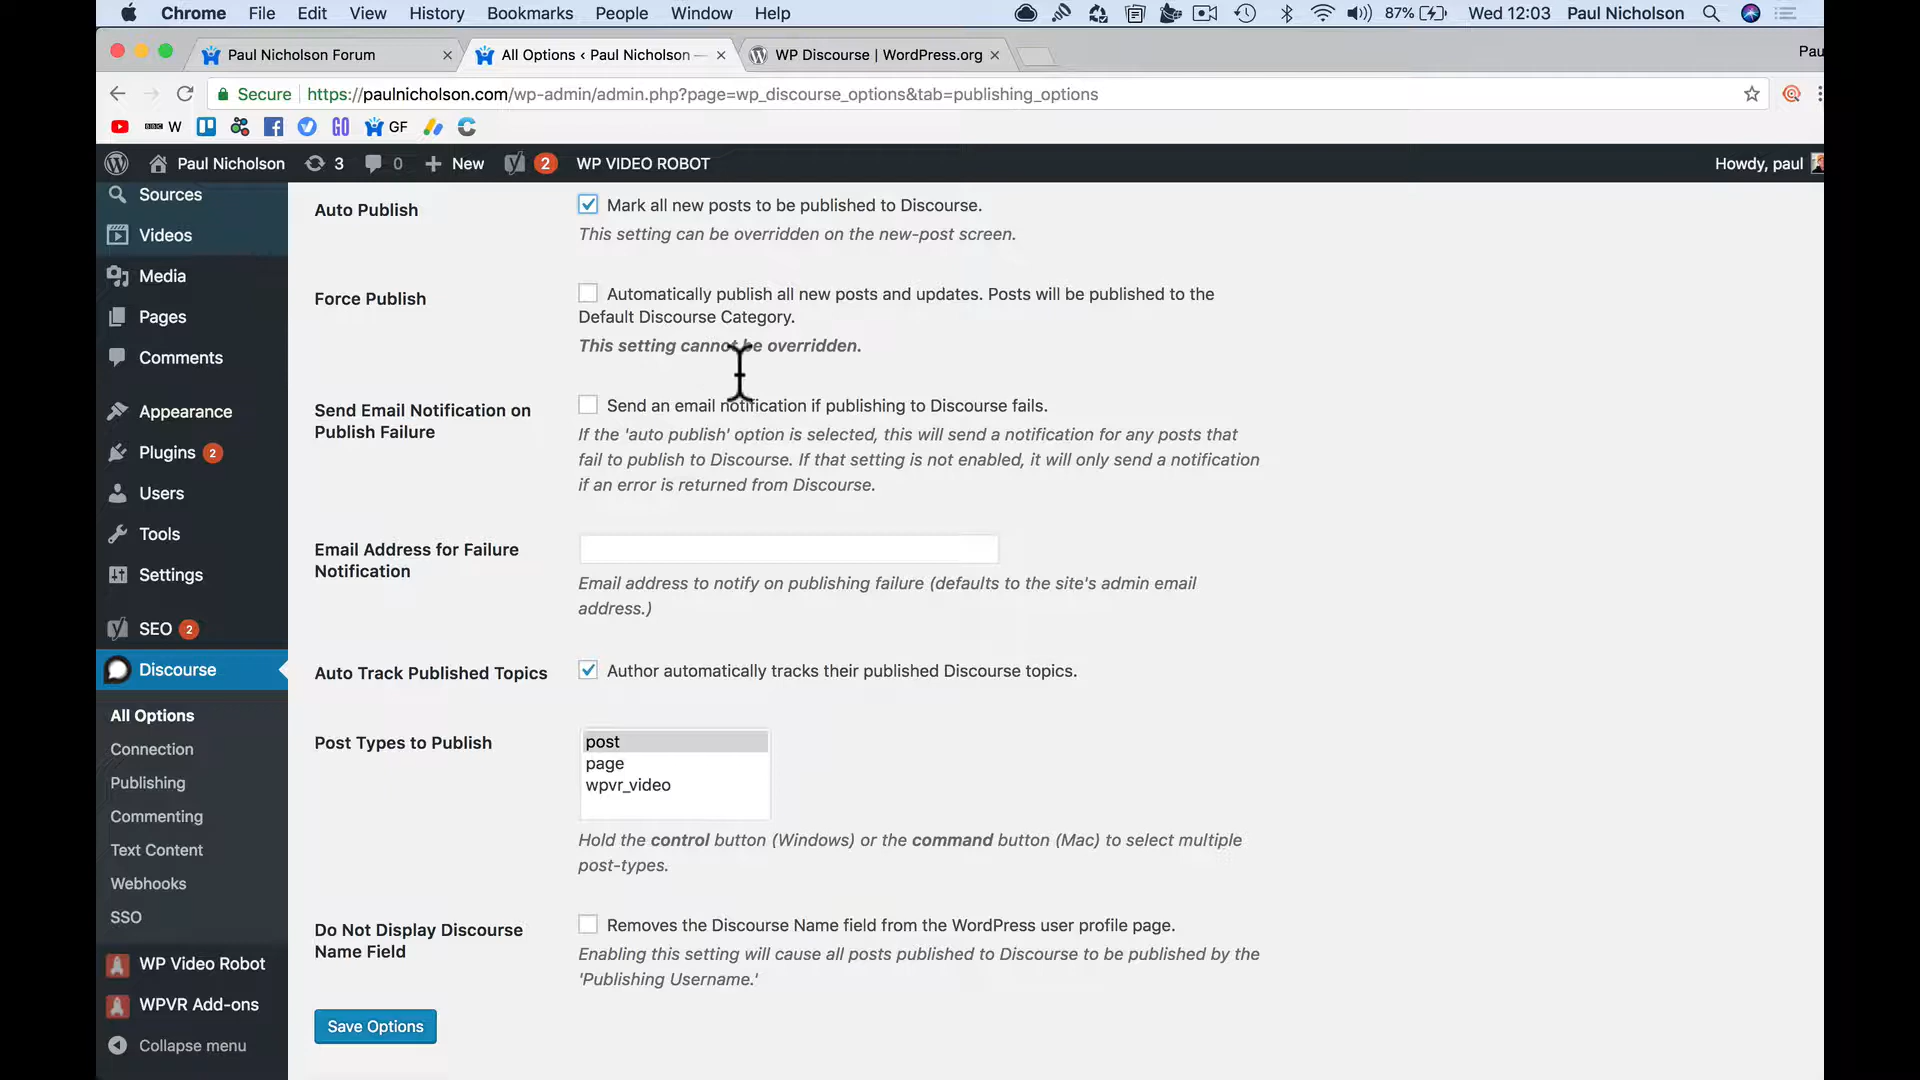 Chrome File Edit View History Bookmarks People Window Help 87% Wed 12:03 Paul Nicholson
Paul Nicholson Forum All Options ‹ Paul Nicholson — WP Discourse | WordPress.org Pau
Secure https://paulnicholson.com/wp-admin/admin.php?page=wp_discourse_options&tab=publishing_options
BBC W GO GF
Paul Nicholson 3 0 New 2 WP VIDEO ROBOT Howdy, paul
Sources
Videos
Media
Pages
Comments
Appearance
Plugins 2
Users
Tools
Settings
SEO 2
Discourse
All Options
Connection
Publishing
Commenting
Text Content
Webhooks
SSO
WP Video Robot
WPVR Add-ons
Collapse menu
Auto Publish
Mark all new posts to be published to Discourse.
This setting can be overridden on the new-post screen.
Force Publish
Automatically publish all new posts and updates. Posts will be published to the
Default Discourse Category.
This setting cannot be overridden.
Send Email Notification on
Publish Failure
Send an email notification if publishing to Discourse fails.
If the 'auto publish' option is selected, this will send a notification for any posts that
fail to publish to Discourse. If that setting is not enabled, it will only send a notification
if an error is returned from Discourse.
Email Address for Failure
Notification
Email address to notify on publishing failure (defaults to the site's admin email
address.)
Auto Track Published Topics
Author automatically tracks their published Discourse topics.
Post Types to Publish
post
page
wpvr_video
Hold the control button (Windows) or the command button (Mac) to select multiple
post-types.
Do Not Display Discourse
Name Field
Removes the Discourse Name field from the WordPress user profile page.
Enabling this setting will cause all posts published to Discourse to be published by the
'Publishing Username.'
Save Options